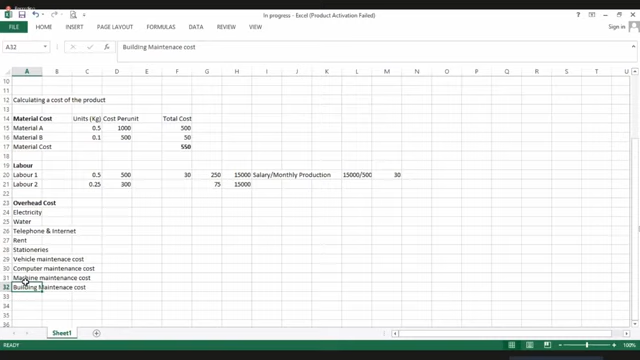 In progress - Excel (Product Activation Failed)
FILE HOME INSERT PAGE LAYOUT FORMULAS DATA REVIEW VIEW Sign in
A32 fx Building Maintenace cost
A B C D E F G H I J K L M N O P Q R S T U
10
11
12 Calculating a cost of the product
13
14 Material Cost Units (Kg) Cost Perunit Total Cost
15 Material A 0.5 1000 500
16 Material B 0.1 500 50
17 Material Cost 550
18
19 Labour
20 Labour 1 0.5 500 30 250 15000 Salary/Monthly Production 15000/500 30
21 Labour 2 0.25 300 75 15000
22
23 Overhead Cost
24 Electricity
25 Water
26 Telephone & Internet
27 Rent
28 Stationeries
29 Vehicle maintenace cost
30 Computer maintenance cost
31 Machine maintenance cost
32 Building Maintenace cost
33
34
35
36
Sheet1
100%